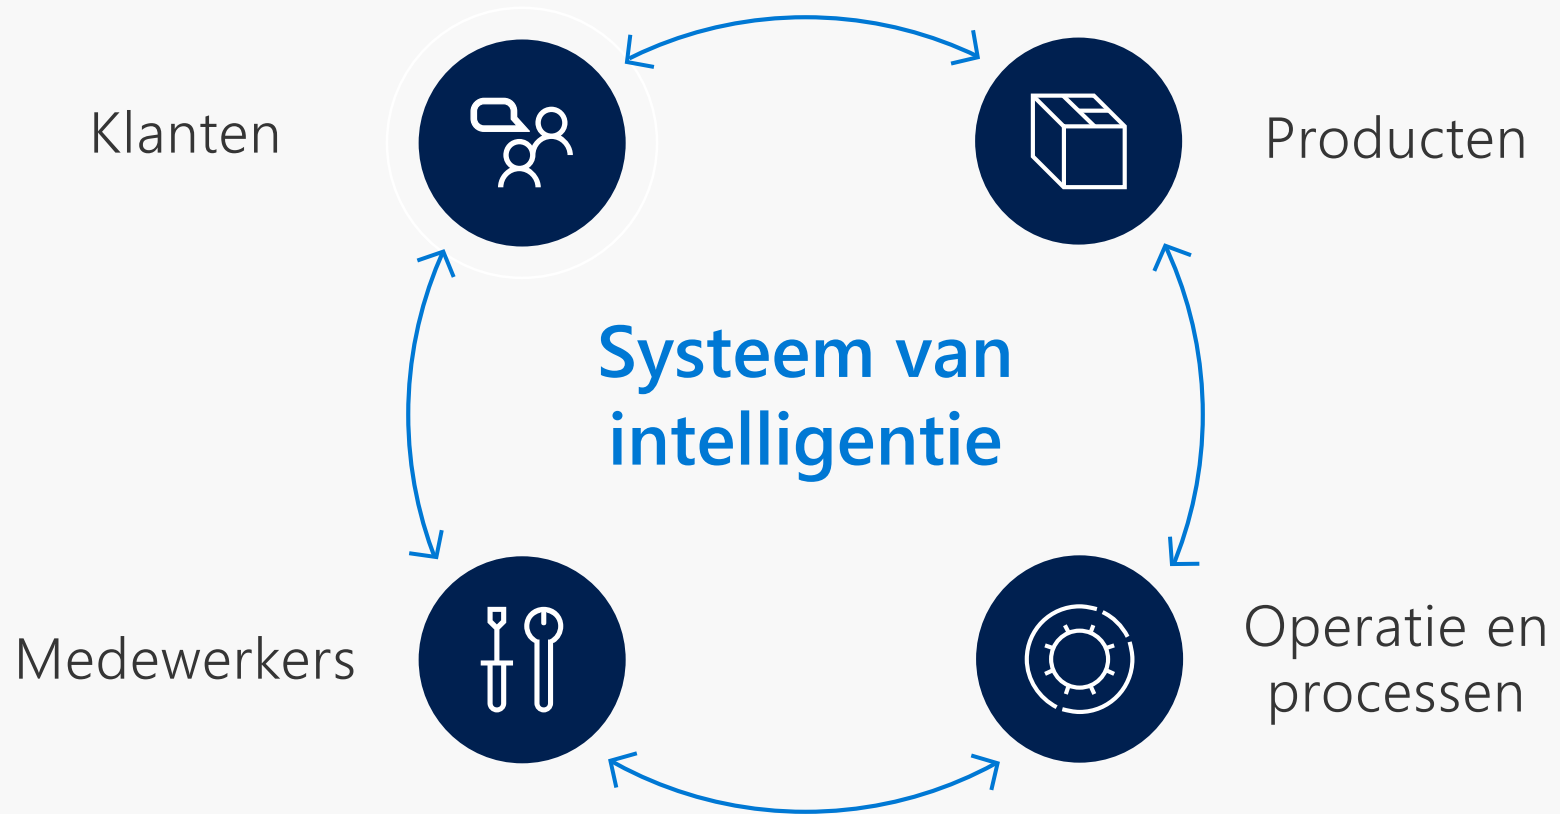 Klanten
Producten
Systeem van
intelligentie
Medewerkers
Operatie en
processen